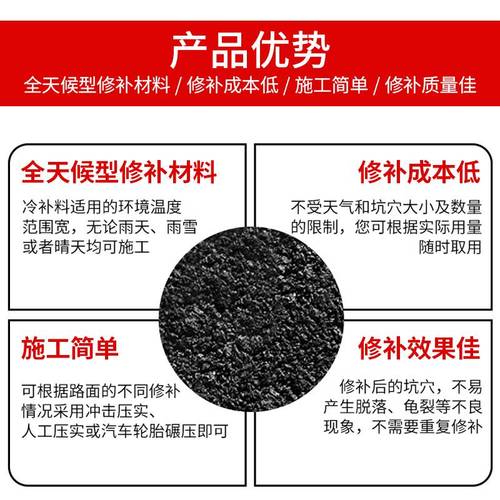 产品优势
全天候型修补材料 / 修补成本低 / 施工简单 / 修补质量佳
全天候型修补材料
冷补料适用的环境温度
范围宽，无论雨天、雨雪
或者晴天均可施工
修补成本低
不受天气和坑穴大小及数量
的限制，您可根据实际用量
随时取用
施工简单
可根据路面的不同修补
情况采用冲击压实、
人工压实或汽车轮胎碾压即可
修补效果佳
修补后的坑穴，不易
产生脱落、龟裂等不良
现象，不需要重复修补